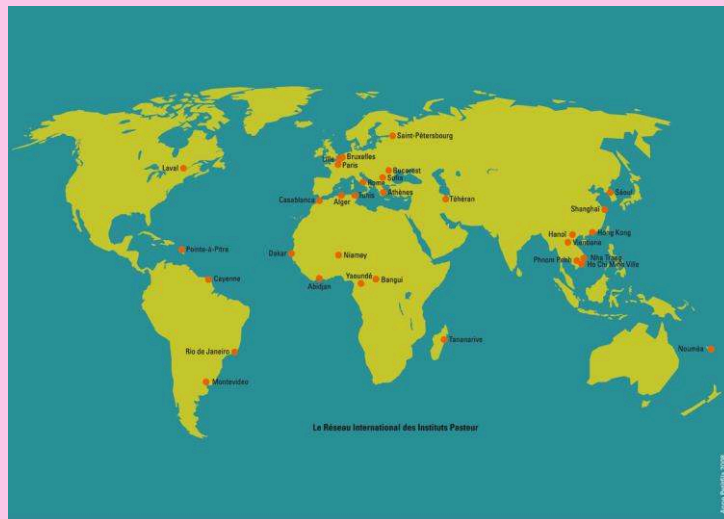 Saint-Pétersbourg
Bruxelles
Lille
Paris
Laval
Bucarest
Sofia
Rome
Athènes
Téhéran
Séoul
Casablanca
Alger
Tunis
Shanghaï
Hanoï
Hong Kong
Vientiane
Pointe-à-Pitre
Dakar
Niamey
Phnom Penh
Nha Trang
Ho Chi Minh Ville
Cayenne
Yaoundé
Bangui
Abidjan
Tananarive
Nouméa
Rio de Janeiro
Montevideo
Le Réseau International des Instituts Pasteur